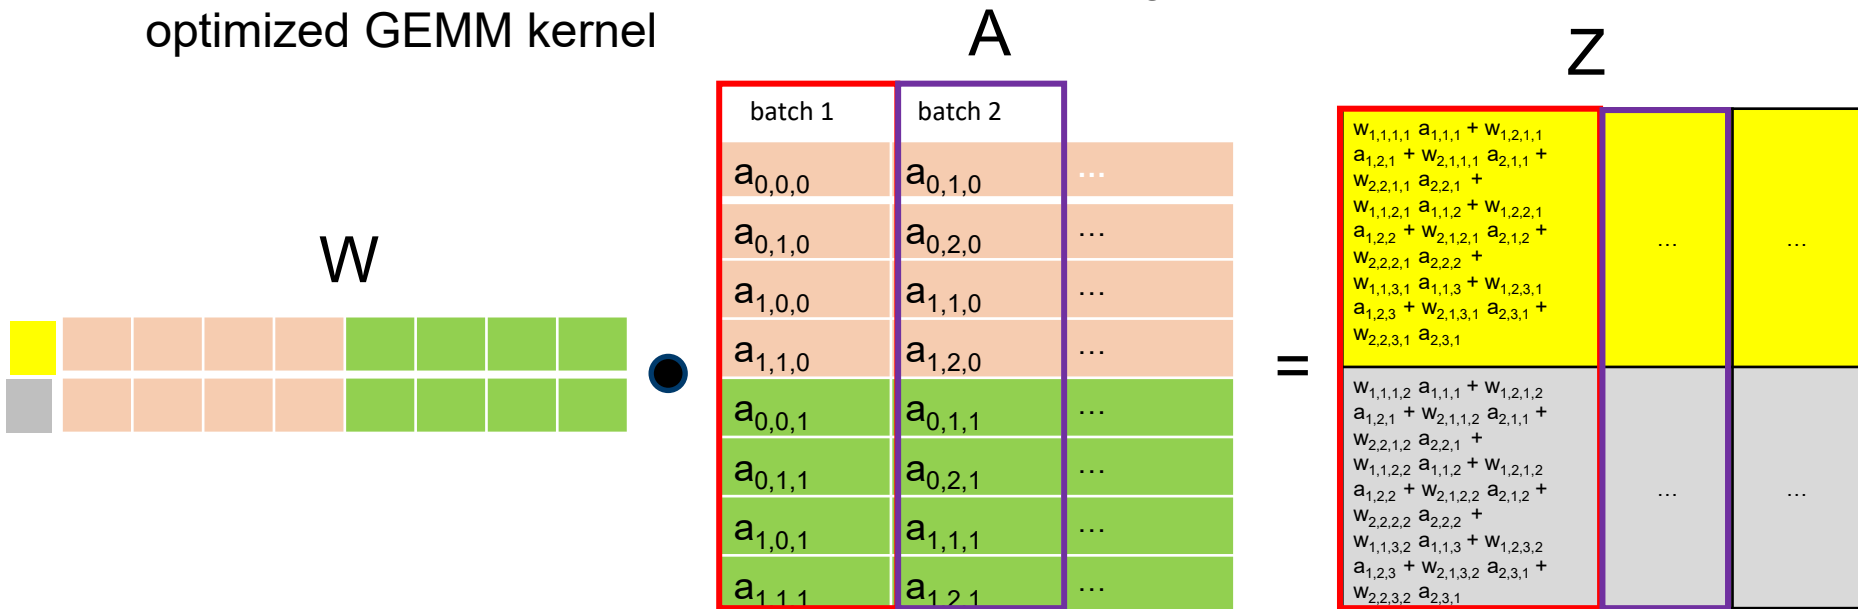 optimized GEMM kernel
A
Z
W
batch 1 batch 2
a0,0,0 a0,1,0 ...
a0,1,0 a0,2,0 ...
a1,0,0 a1,1,0 ...
a1,1,0 a1,2,0 ...
a0,0,1 a0,1,1 ...
a0,1,1 a0,2,1 ...
a1,0,1 a1,1,1 ...
a1,1,1 a1,2,1 ...
=
w1,1,1,1 a1,1,1 + w1,2,1,1
a1,2,1 + w2,1,1,1 a2,1,1 +
w2,2,1,1 a2,2,1 +
w1,1,2,1 a1,1,2 + w1,2,2,1
a1,2,2 + w2,1,2,1 a2,1,2 +
w2,2,2,1 a2,2,2 +
w1,1,3,1 a1,1,3 + w1,2,3,1
a1,2,3 + w2,1,3,1 a2,3,1 +
w2,2,3,1 a2,3,1
... ...
w1,1,1,2 a1,1,1 + w1,2,1,2
a1,2,1 + w2,1,1,2 a2,1,1 +
w2,2,1,2 a2,2,1 +
w1,1,2,2 a1,1,2 + w1,2,1,2
a1,2,2 + w2,1,2,2 a2,1,2 +
w2,2,2,2 a2,2,2 +
w1,1,3,2 a1,1,3 + w1,2,3,2
a1,2,3 + w2,1,3,2 a2,3,1 +
w2,2,3,2 a2,3,1
... ...